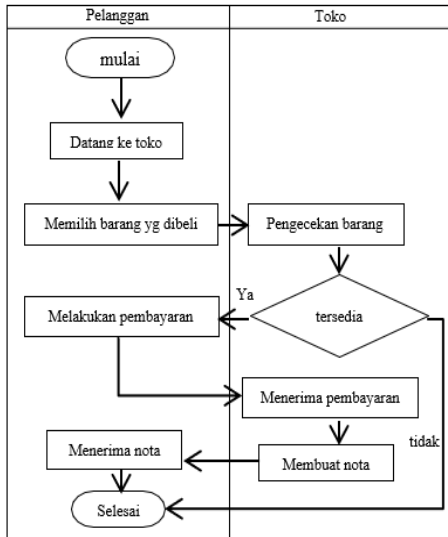 Pelanggan
Toko
mulai
Datang ke toko
Memilih barang yg dibeli
Pengecekan barang
Ya
tersedia
Melakukan pembayaran
Menerima pembayaran
tidak
Menerima nota
Membuat nota
Selesai